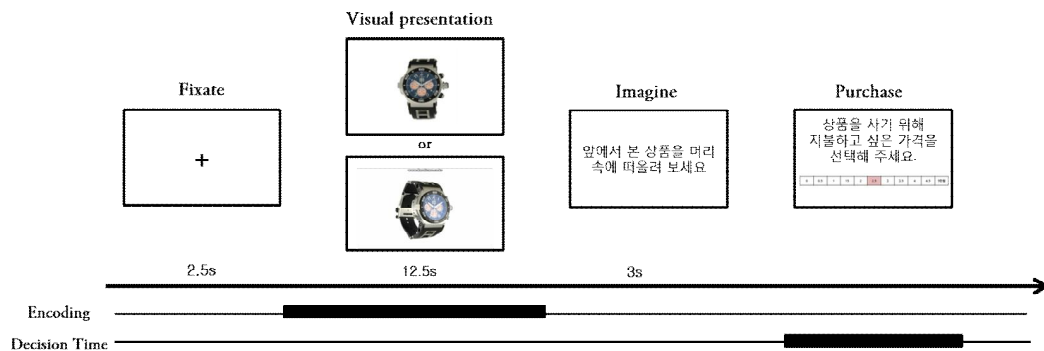 Visual presentation
Fixate
+
or
Imagine
앞에서 본 상품을 머리
속에 떠올려 보세요
Purchase
상품을 사기 위해
지불하고 싶은 가격을
선택해 주세요.
2.5s
12.5s
3s
Encoding
Decision Time